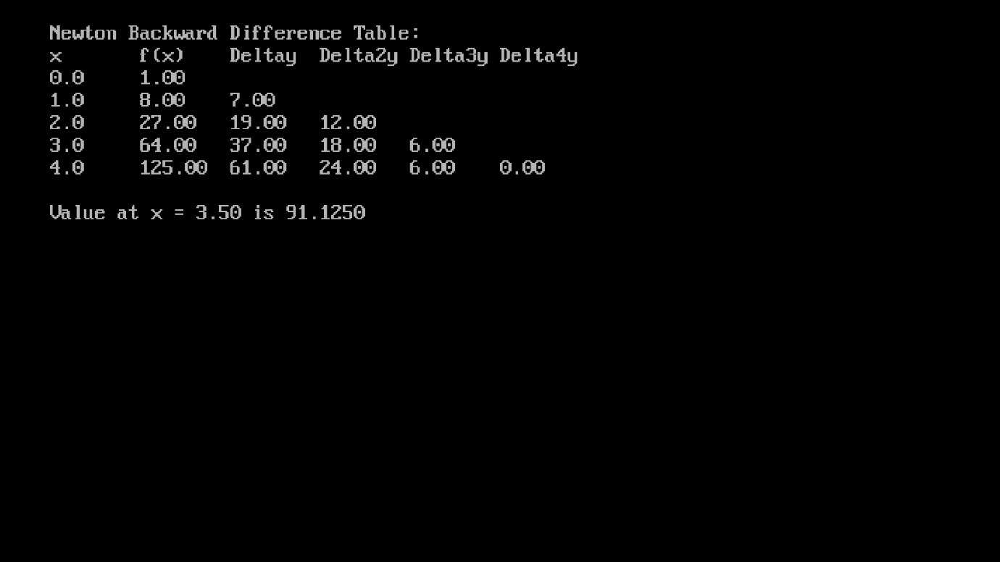 Newton Backward Difference Table:
x f(x) Deltay Delta2y Delta3y Delta4y
0.0 1.00
1.0 8.00 7.00
2.0 27.00 19.00 12.00
3.0 64.00 37.00 18.00 6.00
4.0 125.00 61.00 24.00 6.00 0.00
Value at x = 3.50 is 91.1250